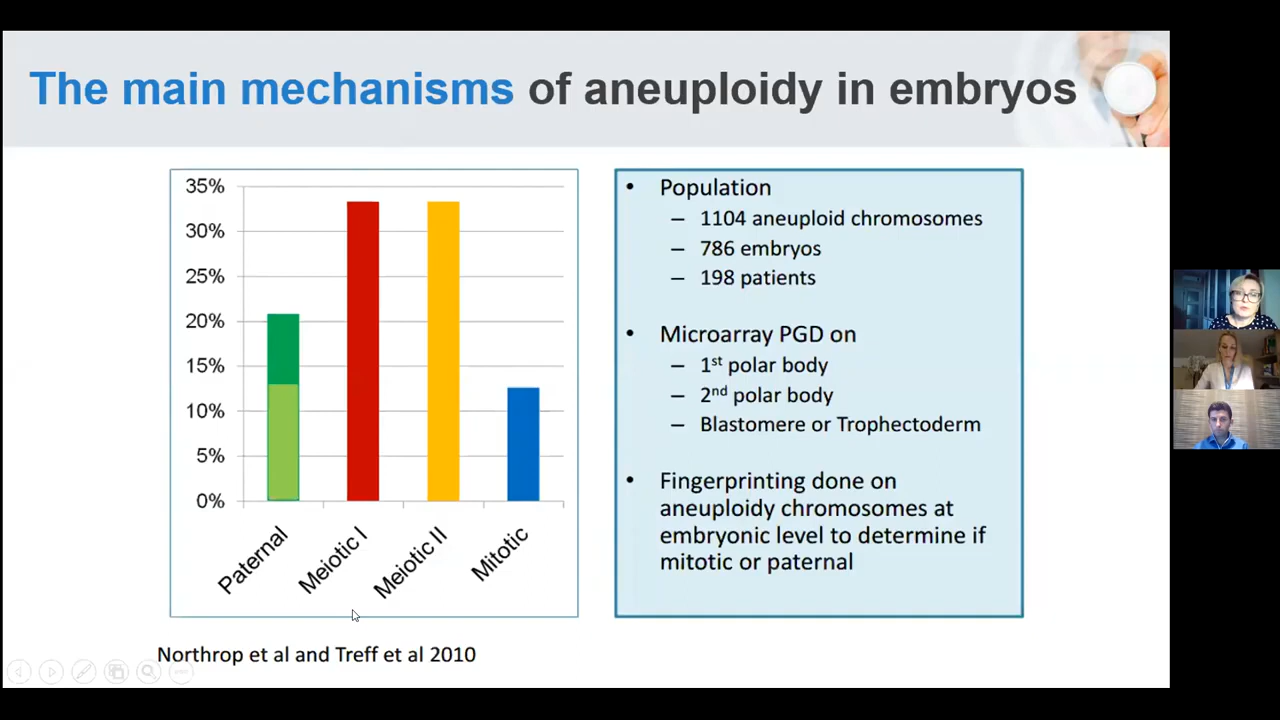 The main mechanisms of aneuploidy in embryos
35%
30%
25%
20%
15%
10%
5%
0%
Paternal
Meiotic I
Meiotic II
Mitotic
• Population
– 1104 aneuploid chromosomes
– 786 embryos
– 198 patients
• Microarray PGD on
– 1st polar body
– 2nd polar body
– Blastomere or Trophectoderm
• Fingerprinting done on
aneuploidy chromosomes at
embryonic level to determine if
mitotic or paternal
Northrop et al and Treff et al 2010